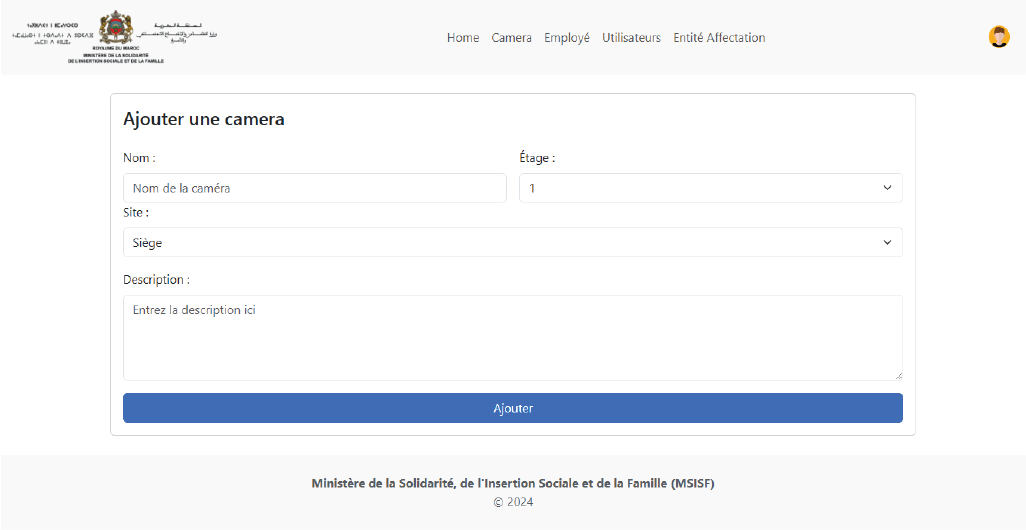 ROYAUME DU MAROC
MINISTÈRE DE LA SOLIDARITÉ
DE L'INSERTION SOCIALE ET DE LA FAMILLE
Home Camera Employé Utilisateurs Entité Affectation
Ajouter une camera
Nom : Étage :
Nom de la caméra 1
Site :
Siège
Description :
Entrez la description ici
Ajouter
Ministère de la Solidarité, de l'Insertion Sociale et de la Famille (MSISF)
© 2024